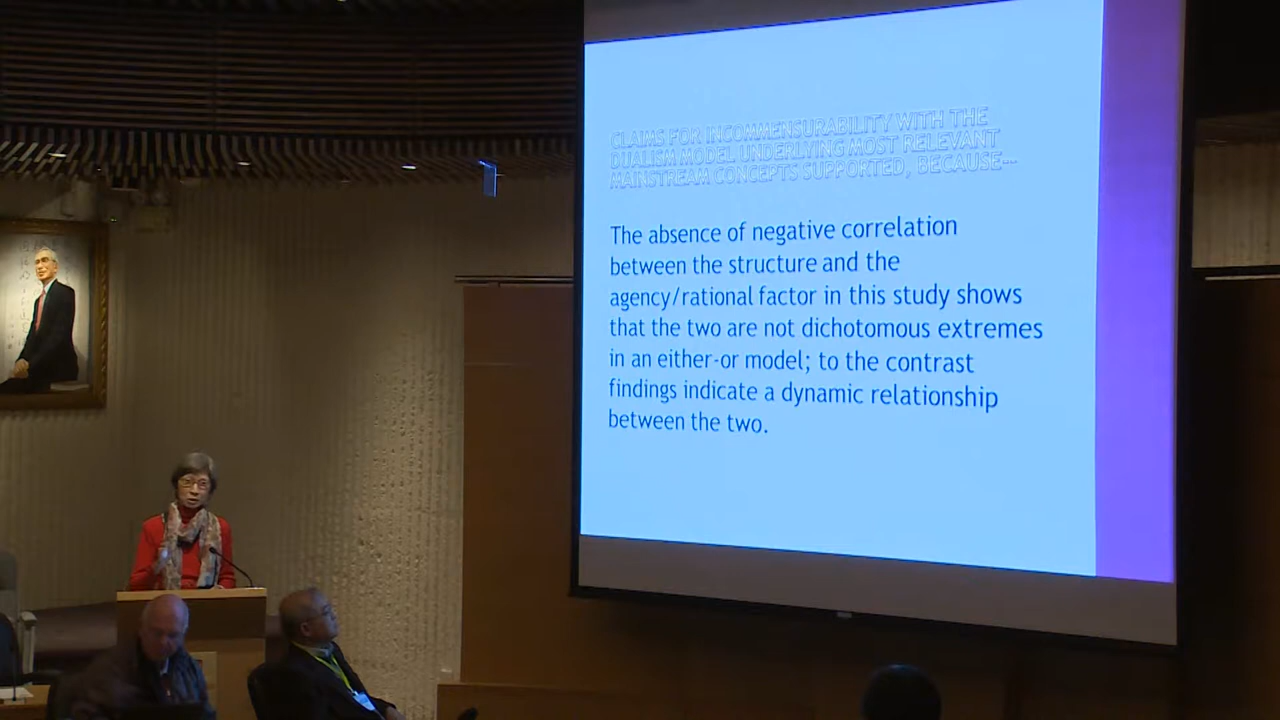 CLAIMS FOR INCOMMENSURABILITY WITH THE
DUALISM MODEL UNDERLYING MOST RELEVANT
MAINSTREAM CONCEPTS SUPPORTED, BECAUSE--
The absence of negative correlation
between the structure and the
agency/rational factor in this study shows
that the two are not dichotomous extremes
in an either-or model; to the contrast
findings indicate a dynamic relationship
between the two.